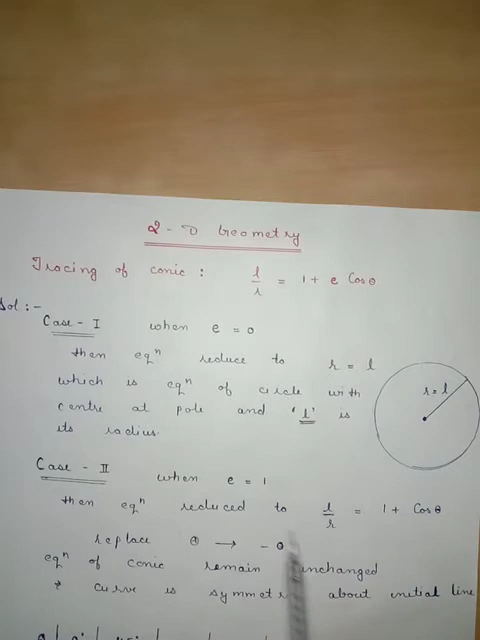 2-D Geometry
Tracing of conic: l/r = 1 + e Cosθ
Sol:-
Case-I when e = 0
then eqⁿ reduce to r = l
which is eqⁿ of circle with
centre at pole and 'l' is
its radius.
r = l
Case-II when e = 1
then eqⁿ reduced to l/r = 1 + Cosθ
replace θ → -θ
eqⁿ of conic remain unchanged
& curve is symmetr about initial line